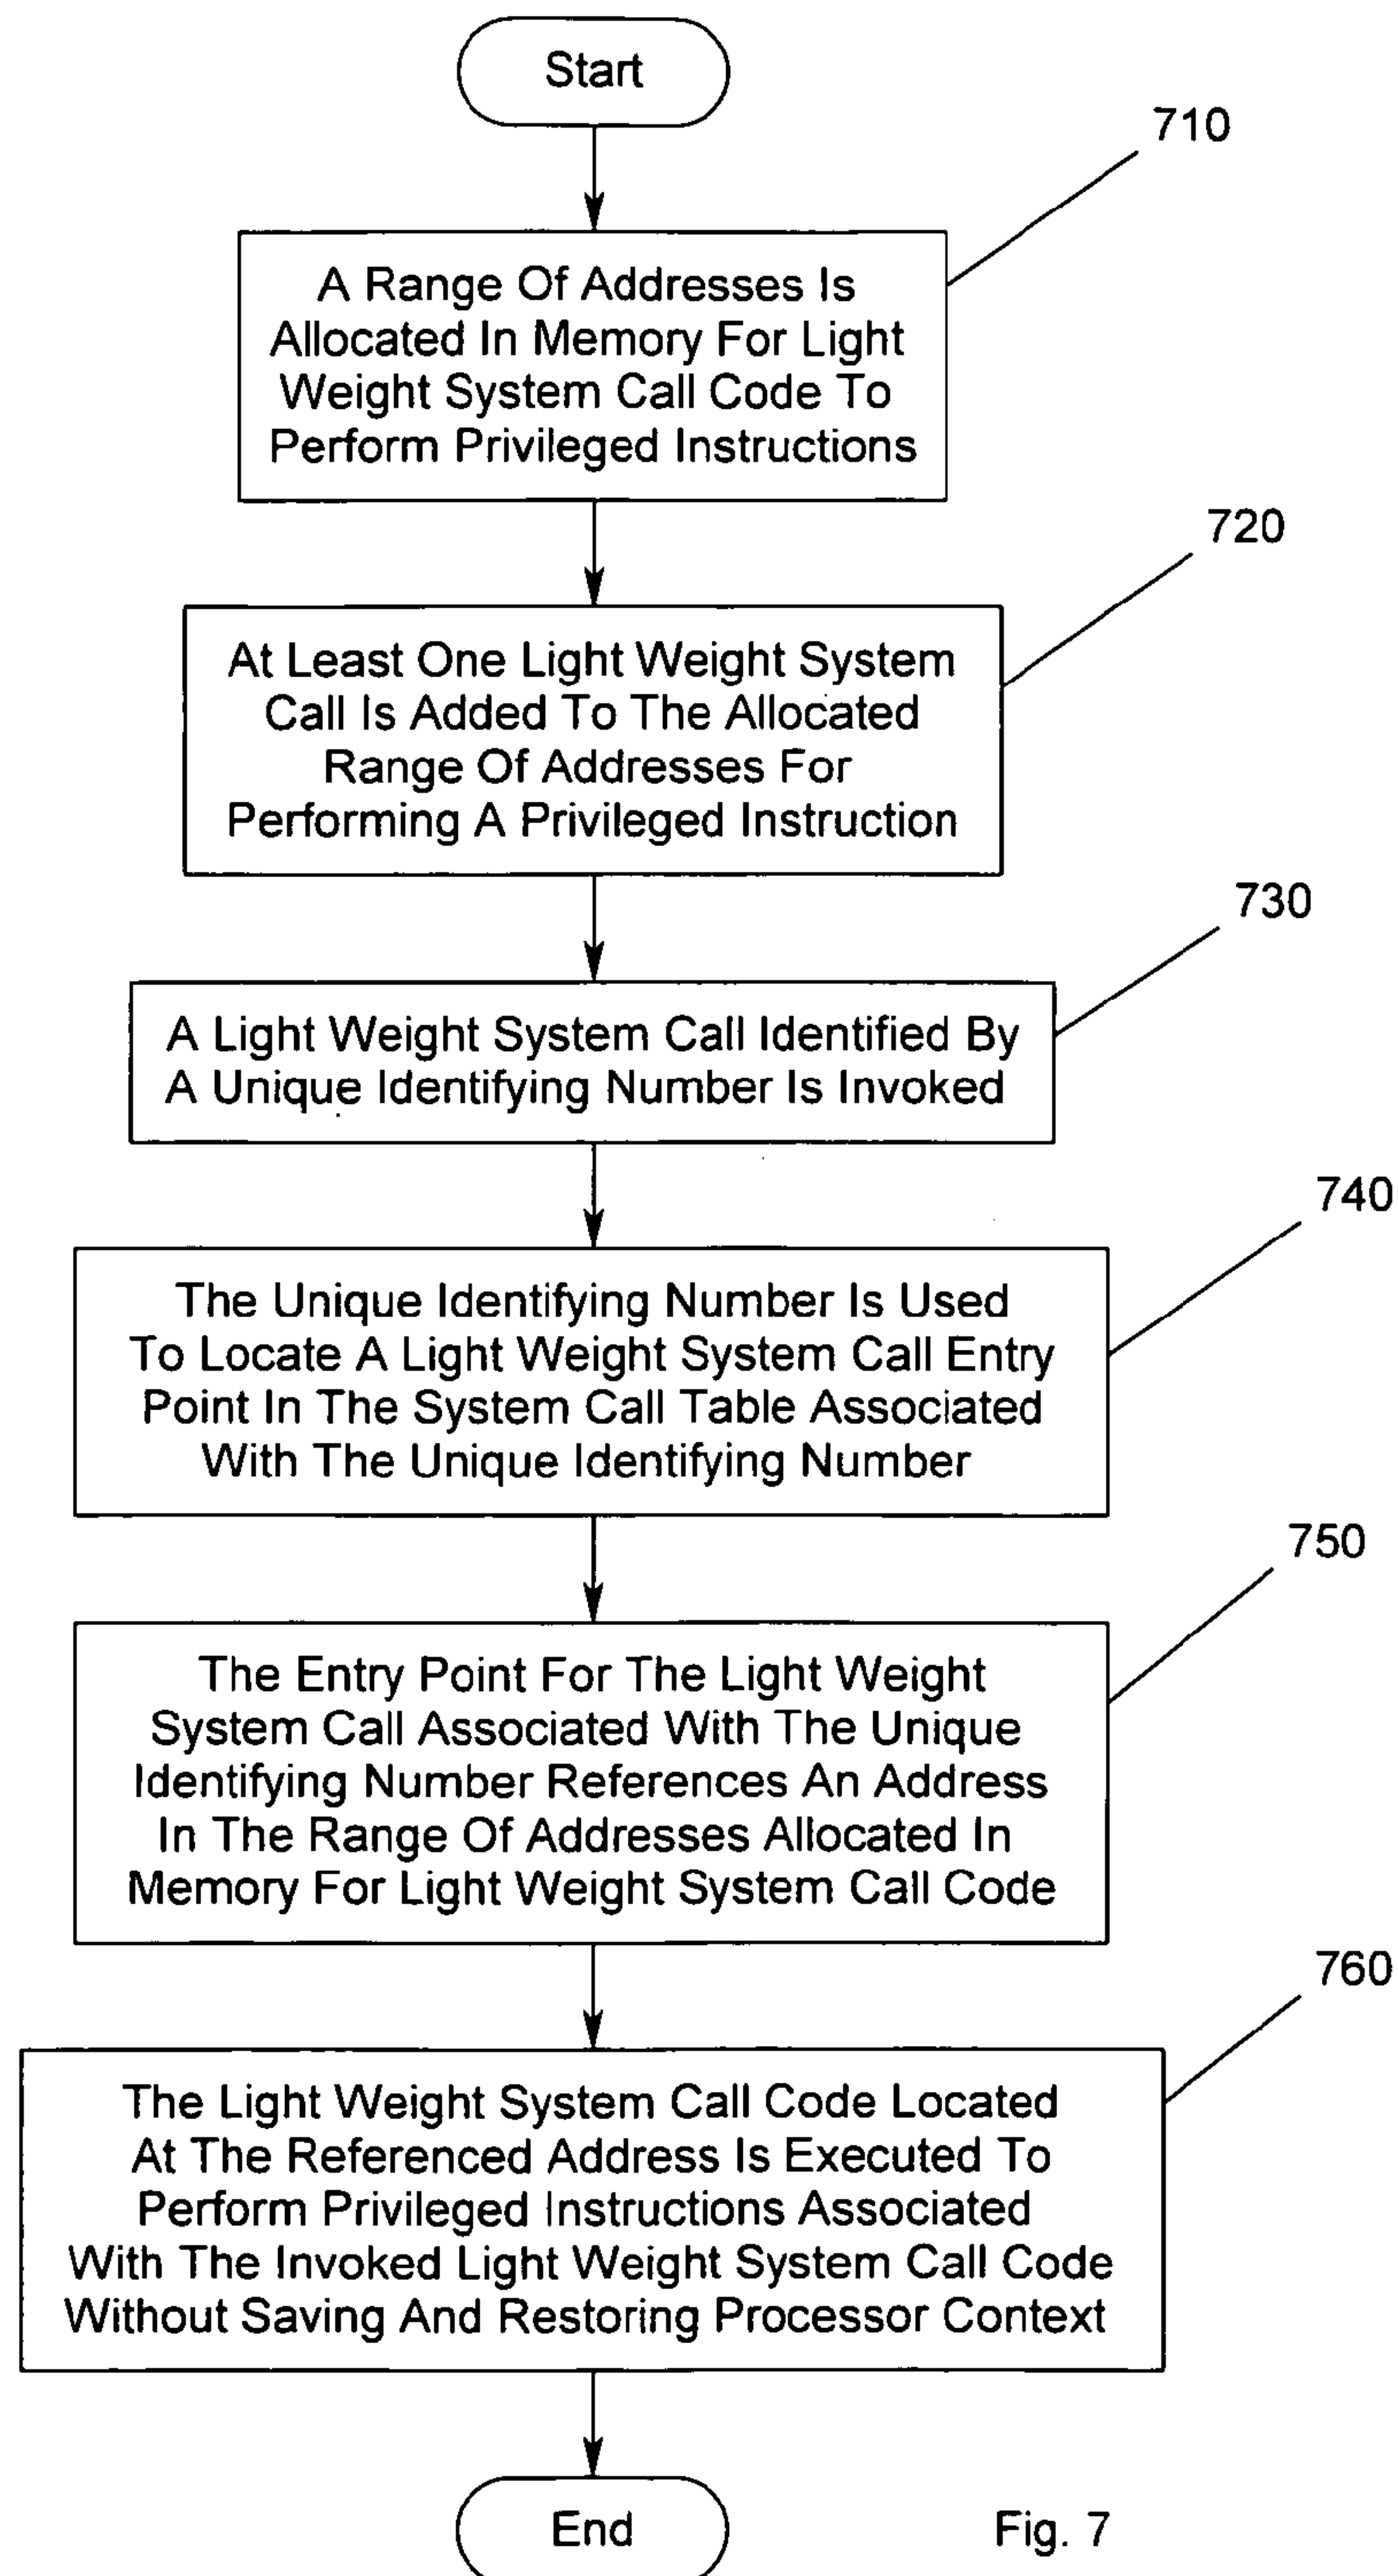 Start
710
A Range Of Addresses Is
Allocated In Memory For Light
Weight System Call Code To
Perform Privileged Instructions
720
At Least One Light Weight System
Call Is Added To The Allocated
Range Of Addresses For
Performing A Privileged Instruction
730
A Light Weight System Call Identified By
A Unique Identifying Number Is Invoked
740
The Unique Identifying Number Is Used
To Locate A Light Weight System Call Entry
Point In The System Call Table Associated
With The Unique Identifying Number
750
The Entry Point For The Light Weight
System Call Associated With The Unique
Identifying Number References An Address
In The Range Of Addresses Allocated In
Memory For Light Weight System Call Code
760
The Light Weight System Call Code Located
At The Referenced Address Is Executed To
Perform Privileged Instructions Associated
With The Invoked Light Weight System Call Code
Without Saving And Restoring Processor Context
End
Fig. 7